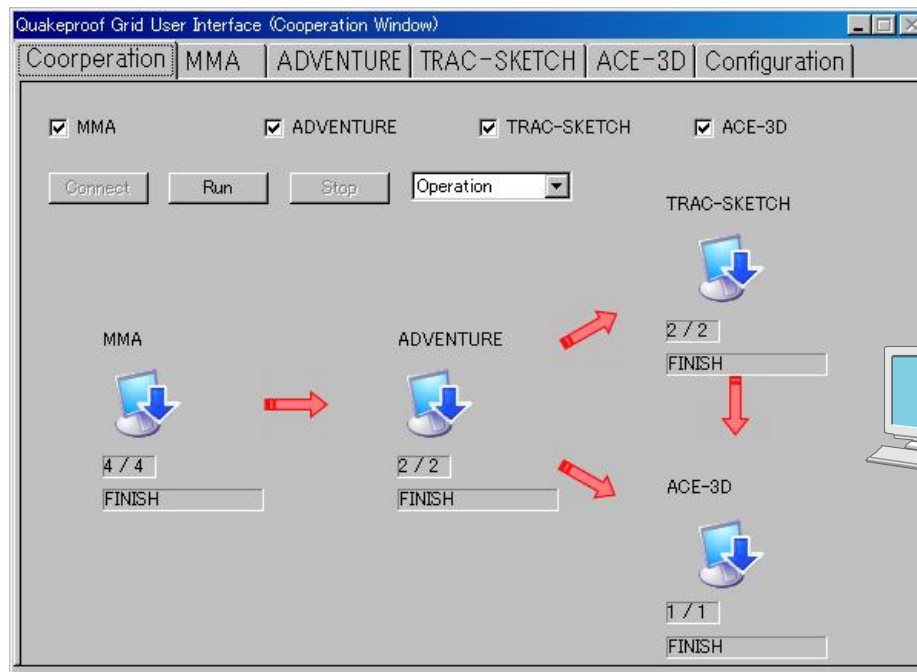 Quakeproof Grid User Interface (Cooperation Window)
Coorperation MMA ADVENTURE TRAC-SKETCH ACE-3D Configuration
MMA ADVENTURE TRAC-SKETCH ACE-3D
Connect Run Stop Operation
TRAC-SKETCH
2 / 2
FINISH
MMA
4 / 4
FINISH
ADVENTURE
2 / 2
FINISH
ACE-3D
1 / 1
FINISH